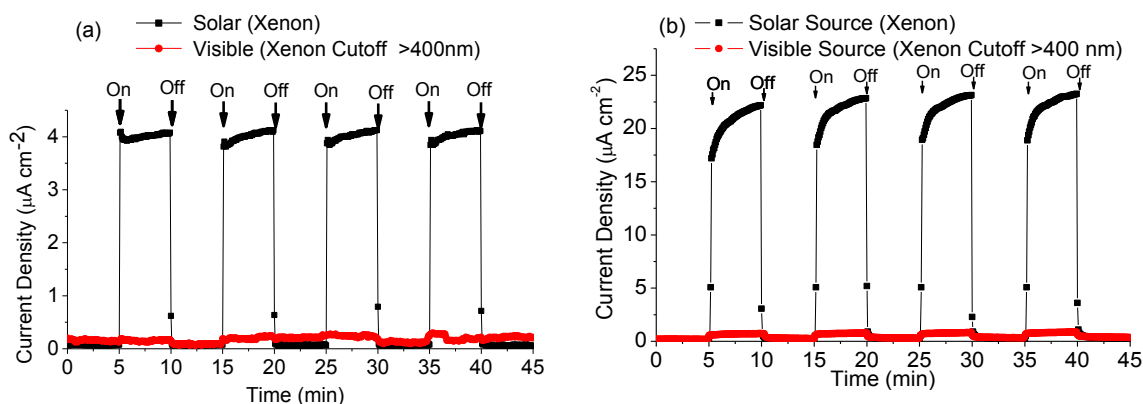 (a)
Solar (Xenon)
Visible (Xenon Cutoff >400nm)
On Off On Off On Off On Off
4
3
2
1
0
Current Density (µA cm⁻²)
0 5 10 15 20 25 30 35 40 45
Time (min)
(b)
Solar Source (Xenon)
Visible Source (Xenon Cutoff >400 nm)
On Off On Off On Off On Off
25
20
15
10
5
0
Current Density (µA cm⁻²)
0 5 10 15 20 25 30 35 40 45
Time (min)